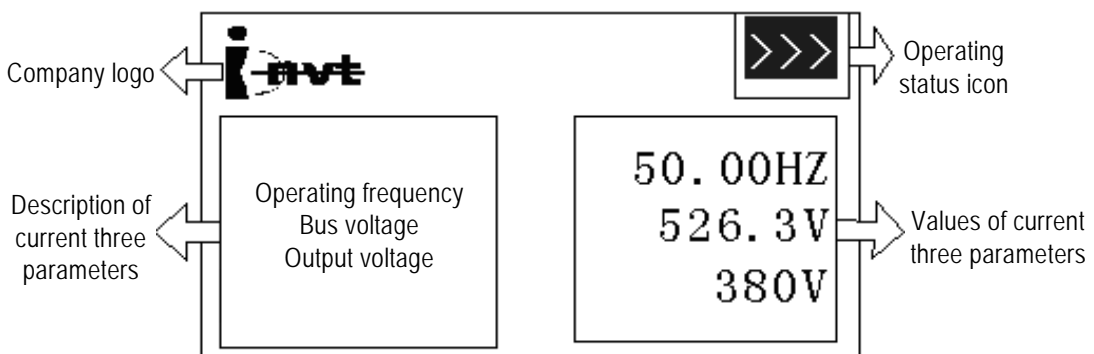 Company logo
invt
>>>
Operating
status icon
Description of
current three
parameters
Operating frequency
Bus voltage
Output voltage
50.00HZ
526.3V
380V
Values of current
three parameters